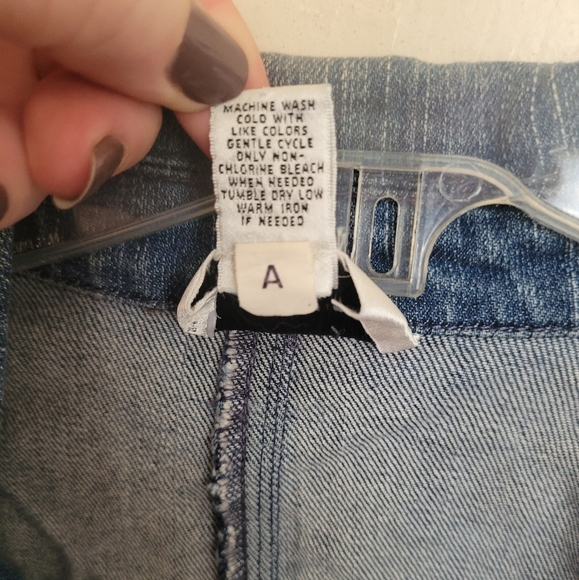 MACHINE WASH
COLD WITH
LIKE COLORS
GENTLE CYCLE
ONLY NON-
CHLORINE BLEACH
WHEN NEEDED
TUMBLE DRY LOW
WARM IRON
IF NEEDED
A